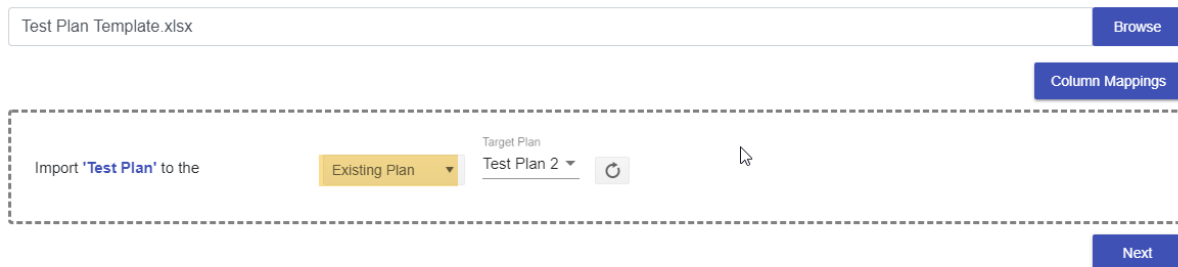 Test Plan Template.xlsx Browse
Column Mappings
Target Plan
Import 'Test Plan' to the Existing Plan Test Plan 2
Next